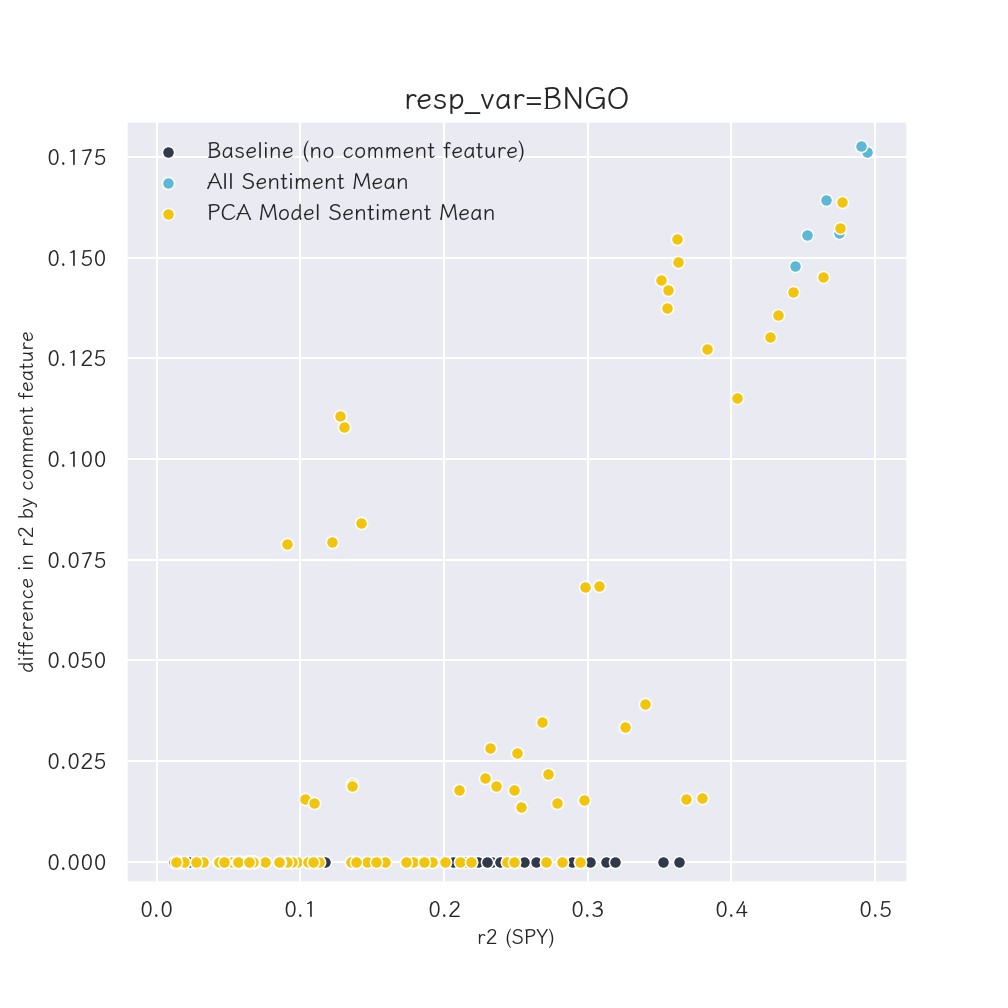 resp_var=BNGO
Baseline (no comment feature)
All Sentiment Mean
PCA Model Sentiment Mean
difference in r2 by comment feature
0.175
0.150
0.125
0.100
0.075
0.050
0.025
0.000
0.0 0.1 0.2 0.3 0.4 0.5
r2 (SPY)